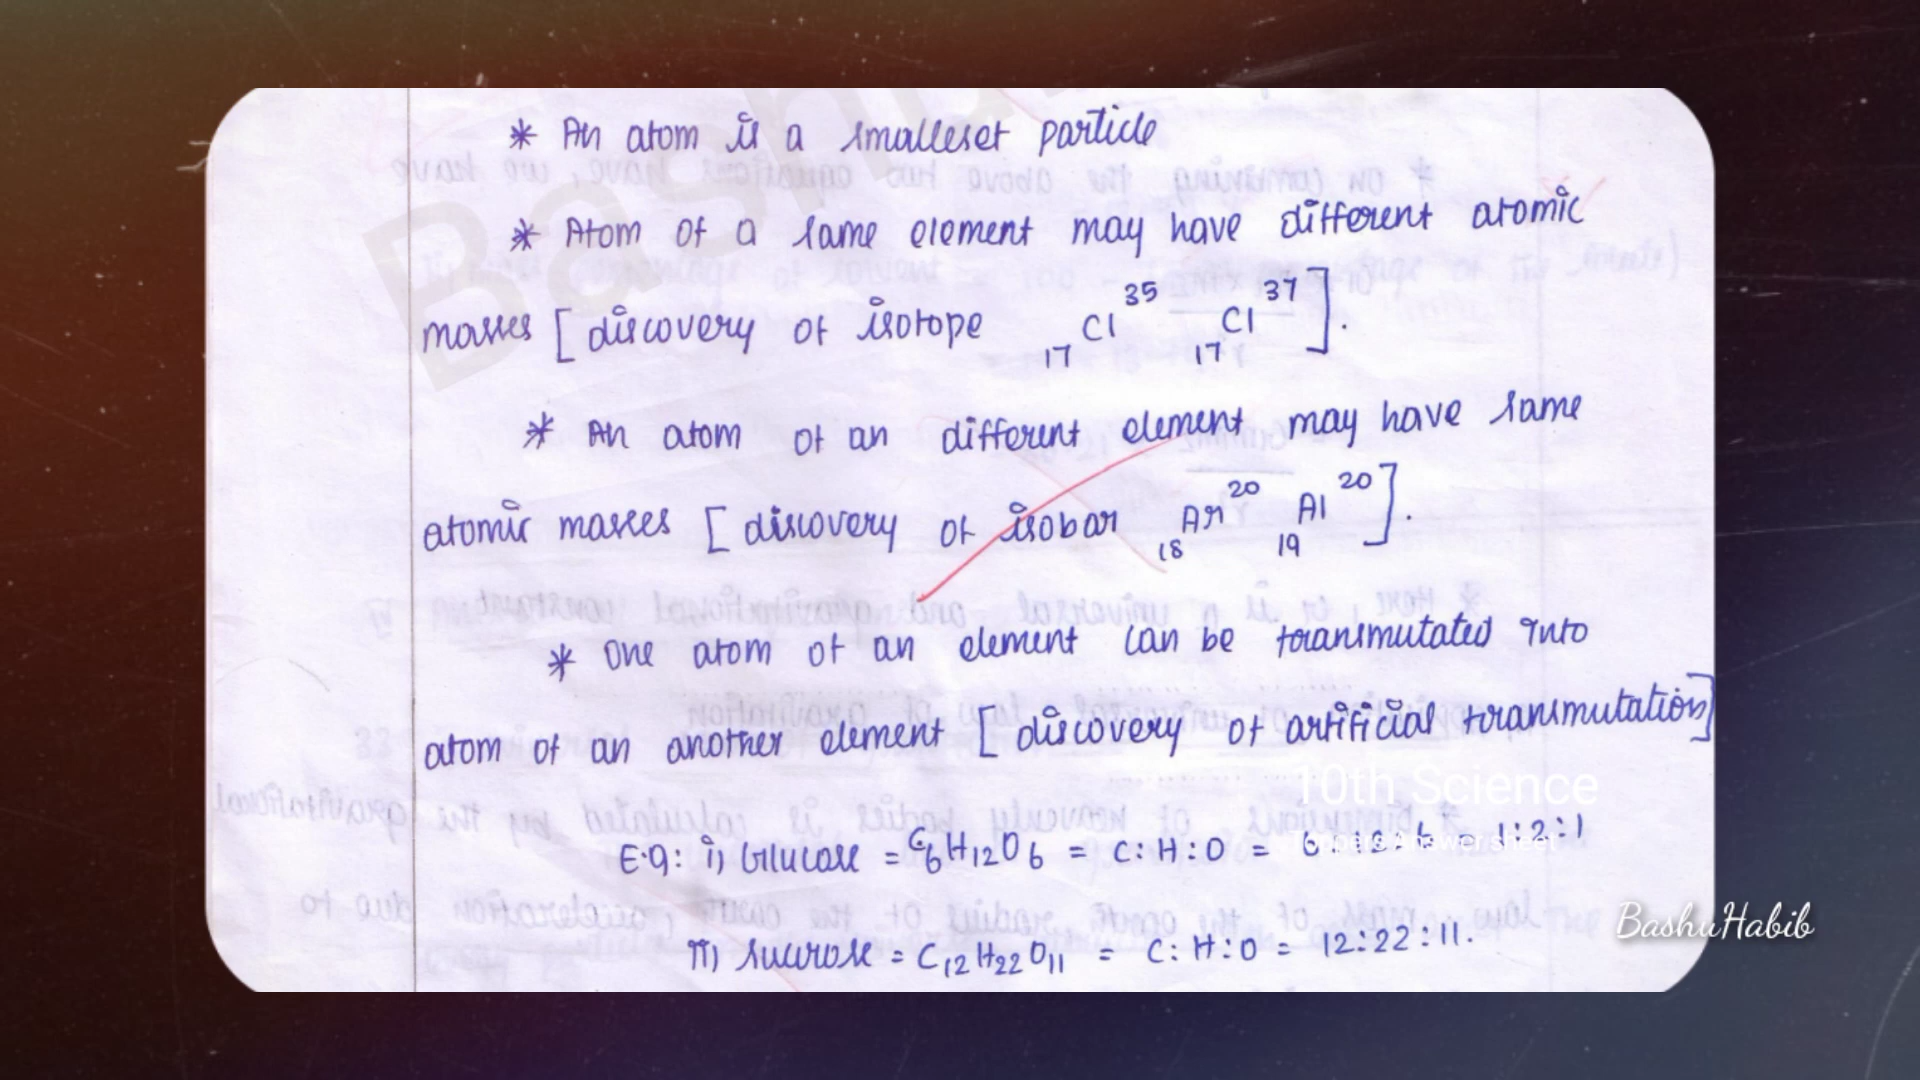 * An atom is a smalleset particle
* Atom of a same element may have different atomic
masses [discovery of isotope ₁₇Cl³⁵ ₁₇Cl³⁷].
* An atom of an different element may have same
atomic masses [discovery of isobar ₁₈Ar²⁰ ₁₉Al²⁰].
* One atom of an element can be transmutated into
atom of an another element [discovery of artificial transmutation]
10th Science
E.g: i) Glucose = C₆H₁₂O₆ = C:H:O = 6:12:6 = 1:2:1
Toppers Answer sheet
BashuHabib
ii) Sucrose = C₁₂H₂₂O₁₁ = C:H:O = 12:22:11.